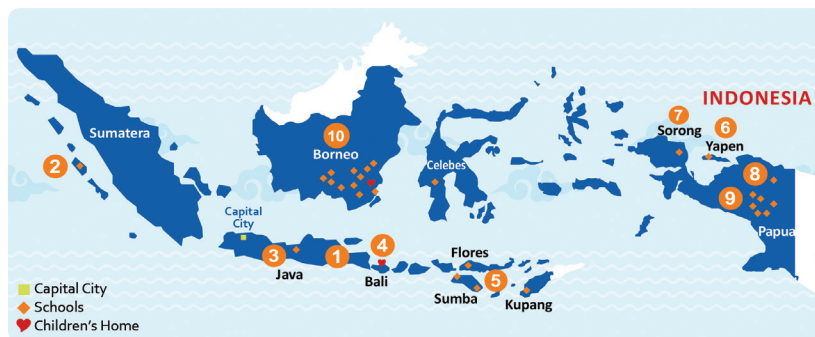 INDONESIA
7
Sorong
6
Yapen
Sumatera
10
Borneo
Celebes
2
8
9
Papua
Capital
City
3
Java
1
4
Bali
Flores
5
Sumba
Kupang
Capital City
Schools
Children's Home